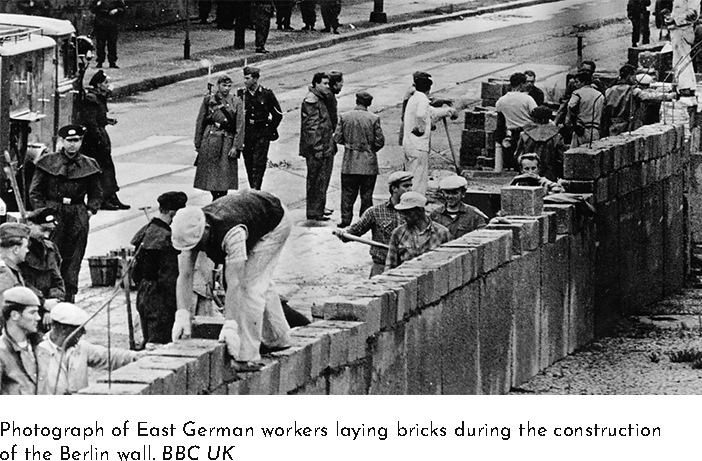 Photograph of East German workers laying bricks during the construction
of the Berlin wall. BBC UK